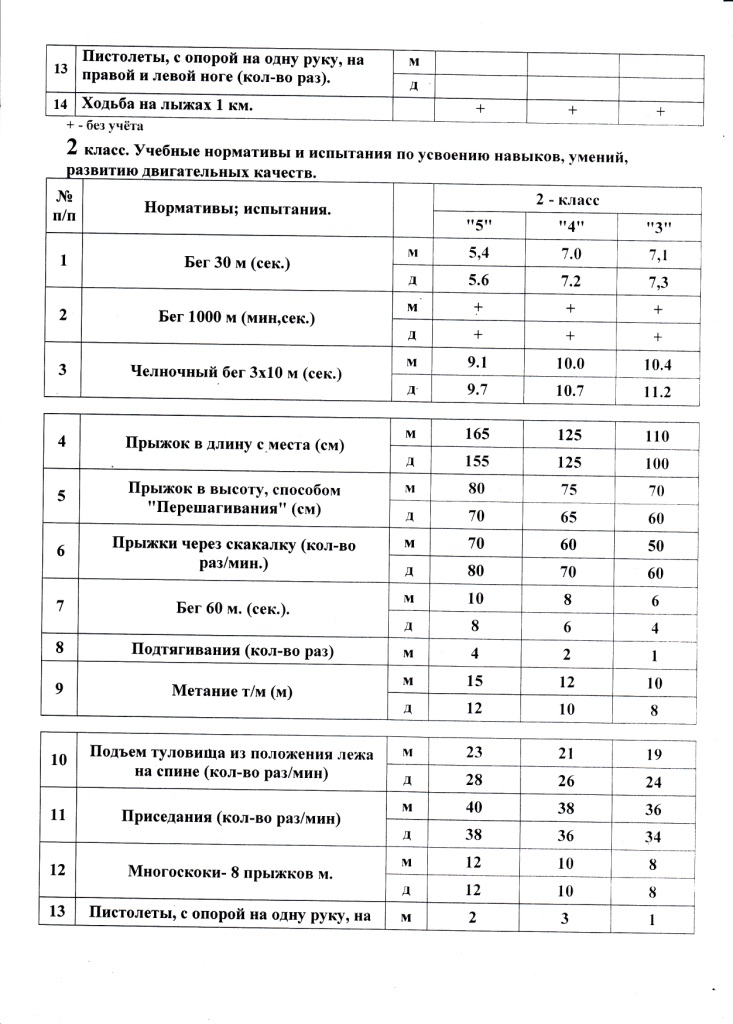 13 Пистолеты, с опорой на одну руку, на м
правой и левой ноге (кол-во раз). д
14 Ходьба на лыжах 1 км. + + +
+ - без учёта
2 класс. Учебные нормативы и испытания по усвоению навыков, умений,
развитию двигательных качеств.
№ п/п Нормативы; испытания. 2 - класс
"5" "4" "3"
1 Бег 30 м (сек.) м 5,4 7.0 7,1
д 5.6 7.2 7,3
2 Бег 1000 м (мин,сек.) м + + +
д + + +
3 Челночный бег 3х10 м (сек.) м 9.1 10.0 10.4
д 9.7 10.7 11.2
4 Прыжок в длину с места (см) м 165 125 110
д 155 125 100
5 Прыжок в высоту, способом м 80 75 70
"Перешагивания" (см) д 70 65 60
6 Прыжки через скакалку (кол-во м 70 60 50
раз/мин.) д 80 70 60
7 Бег 60 м. (сек.). м 10 8 6
д 8 6 4
8 Подтягивания (кол-во раз) м 4 2 1
9 Метание т/м (м) м 15 12 10
д 12 10 8
10 Подъем туловища из положения лежа м 23 21 19
на спине (кол-во раз/мин) д 28 26 24
11 Приседания (кол-во раз/мин) м 40 38 36
д 38 36 34
12 Многоскоки- 8 прыжков м. м 12 10 8
д 12 10 8
13 Пистолеты, с опорой на одну руку, на м 2 3 1